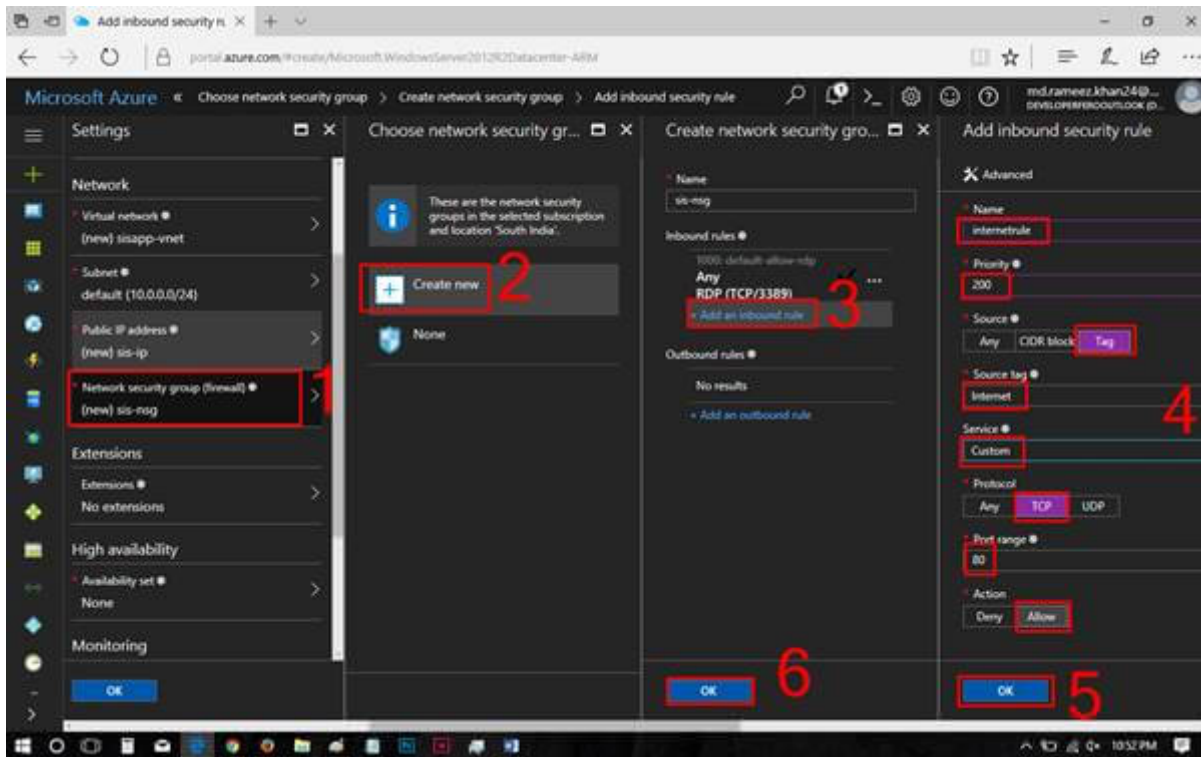 Add inbound security ru
portal.azure.com/#create/Microsoft.WindowsServer2012R2Datacenter-ARM
Microsoft Azure « Choose network security group > Create network security group > Add inbound security rule
md.rameez.khan24@...
Settings
Network
* Virtual network
(new) sisapp-vnet
* Subnet
default (10.0.0.0/24)
* Public IP address
(new) sis-ip
* Network security group (firewall)
(new) sis-nsg
1
Extensions
Extensions
No extensions
High availability
* Availability set
None
Monitoring
OK
Choose network security gr...
These are the network security
groups in the selected subscription
and location 'South India'.
Create new
2
None
Create network security gro...
* Name
sis-nsg
Inbound rules
1000: default-allow-rdp
Any
RDP (TCP/3389)
...
+ Add an inbound rule
3
Outbound rules
No results
+ Add an outbound rule
OK
6
Add inbound security rule
Advanced
* Name
internetrule
* Priority
200
* Source
Any CIDR block Tag
* Source tag
Internet
4
Service
Custom
* Protocol
Any TCP UDP
* Port range
80
* Action
Deny Allow
OK
5
10:52 PM